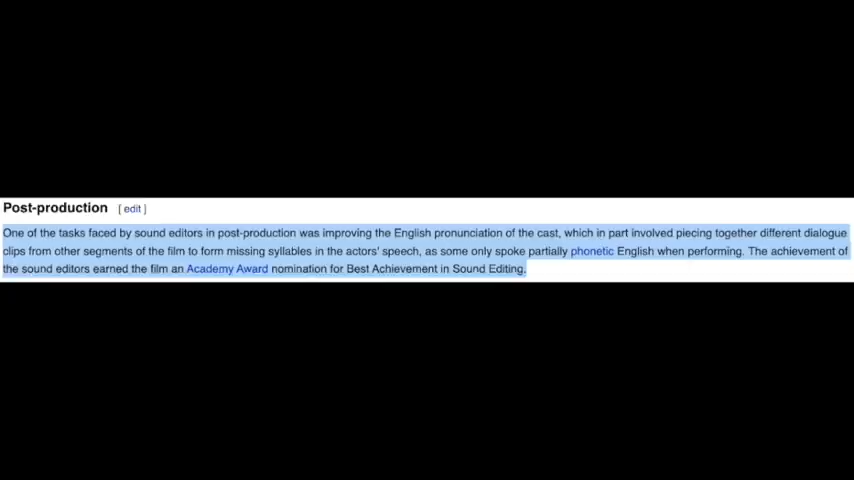 Post-production [ edit ]
One of the tasks faced by sound editors in post-production was improving the English pronunciation of the cast, which in part involved piecing together different dialogue
clips from other segments of the film to form missing syllables in the actors' speech, as some only spoke partially phonetic English when performing. The achievement of
the sound editors earned the film an Academy Award nomination for Best Achievement in Sound Editing.